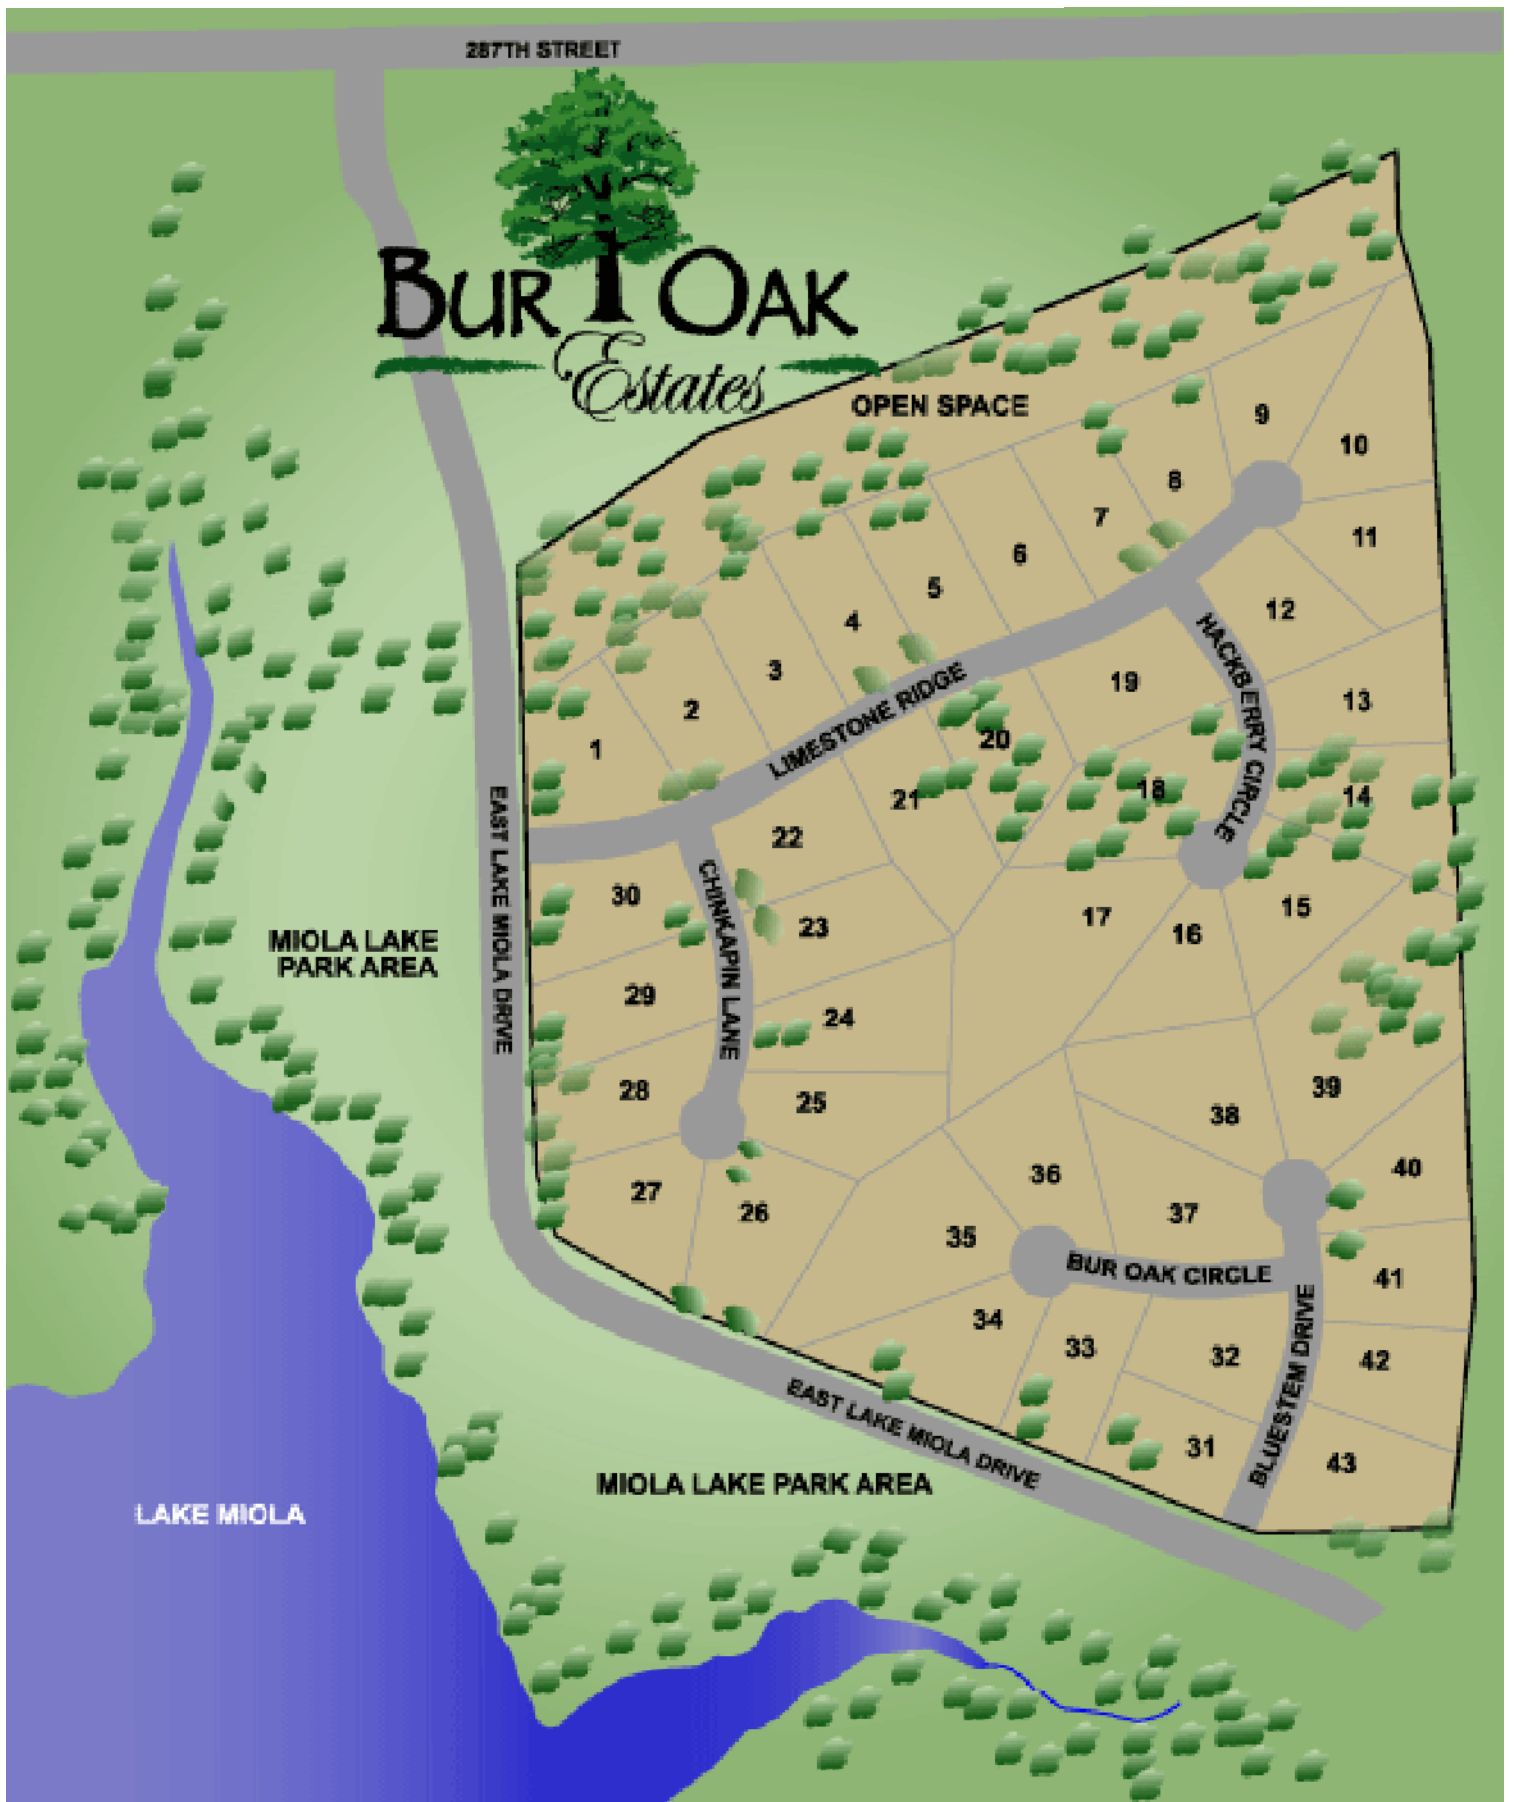 287TH STREET
BUR OAK
Estates
OPEN SPACE
9
10
8
7
11
6
5
12
4
HACKBERRY CIRCLE
3
19
LIMESTONE RIDGE
13
2
20
1
18
14
21
22
EAST LAKE MIOLA DRIVE
30
CHINKAPIN LANE
23
17
16
15
MIOLA LAKE
PARK AREA
29
24
28
25
38
39
36
40
27
26
37
35
BUR OAK CIRCLE
41
34
33
32
BLUESTEM DRIVE
42
EAST LAKE MIOLA DRIVE
31
43
MIOLA LAKE PARK AREA
LAKE MIOLA